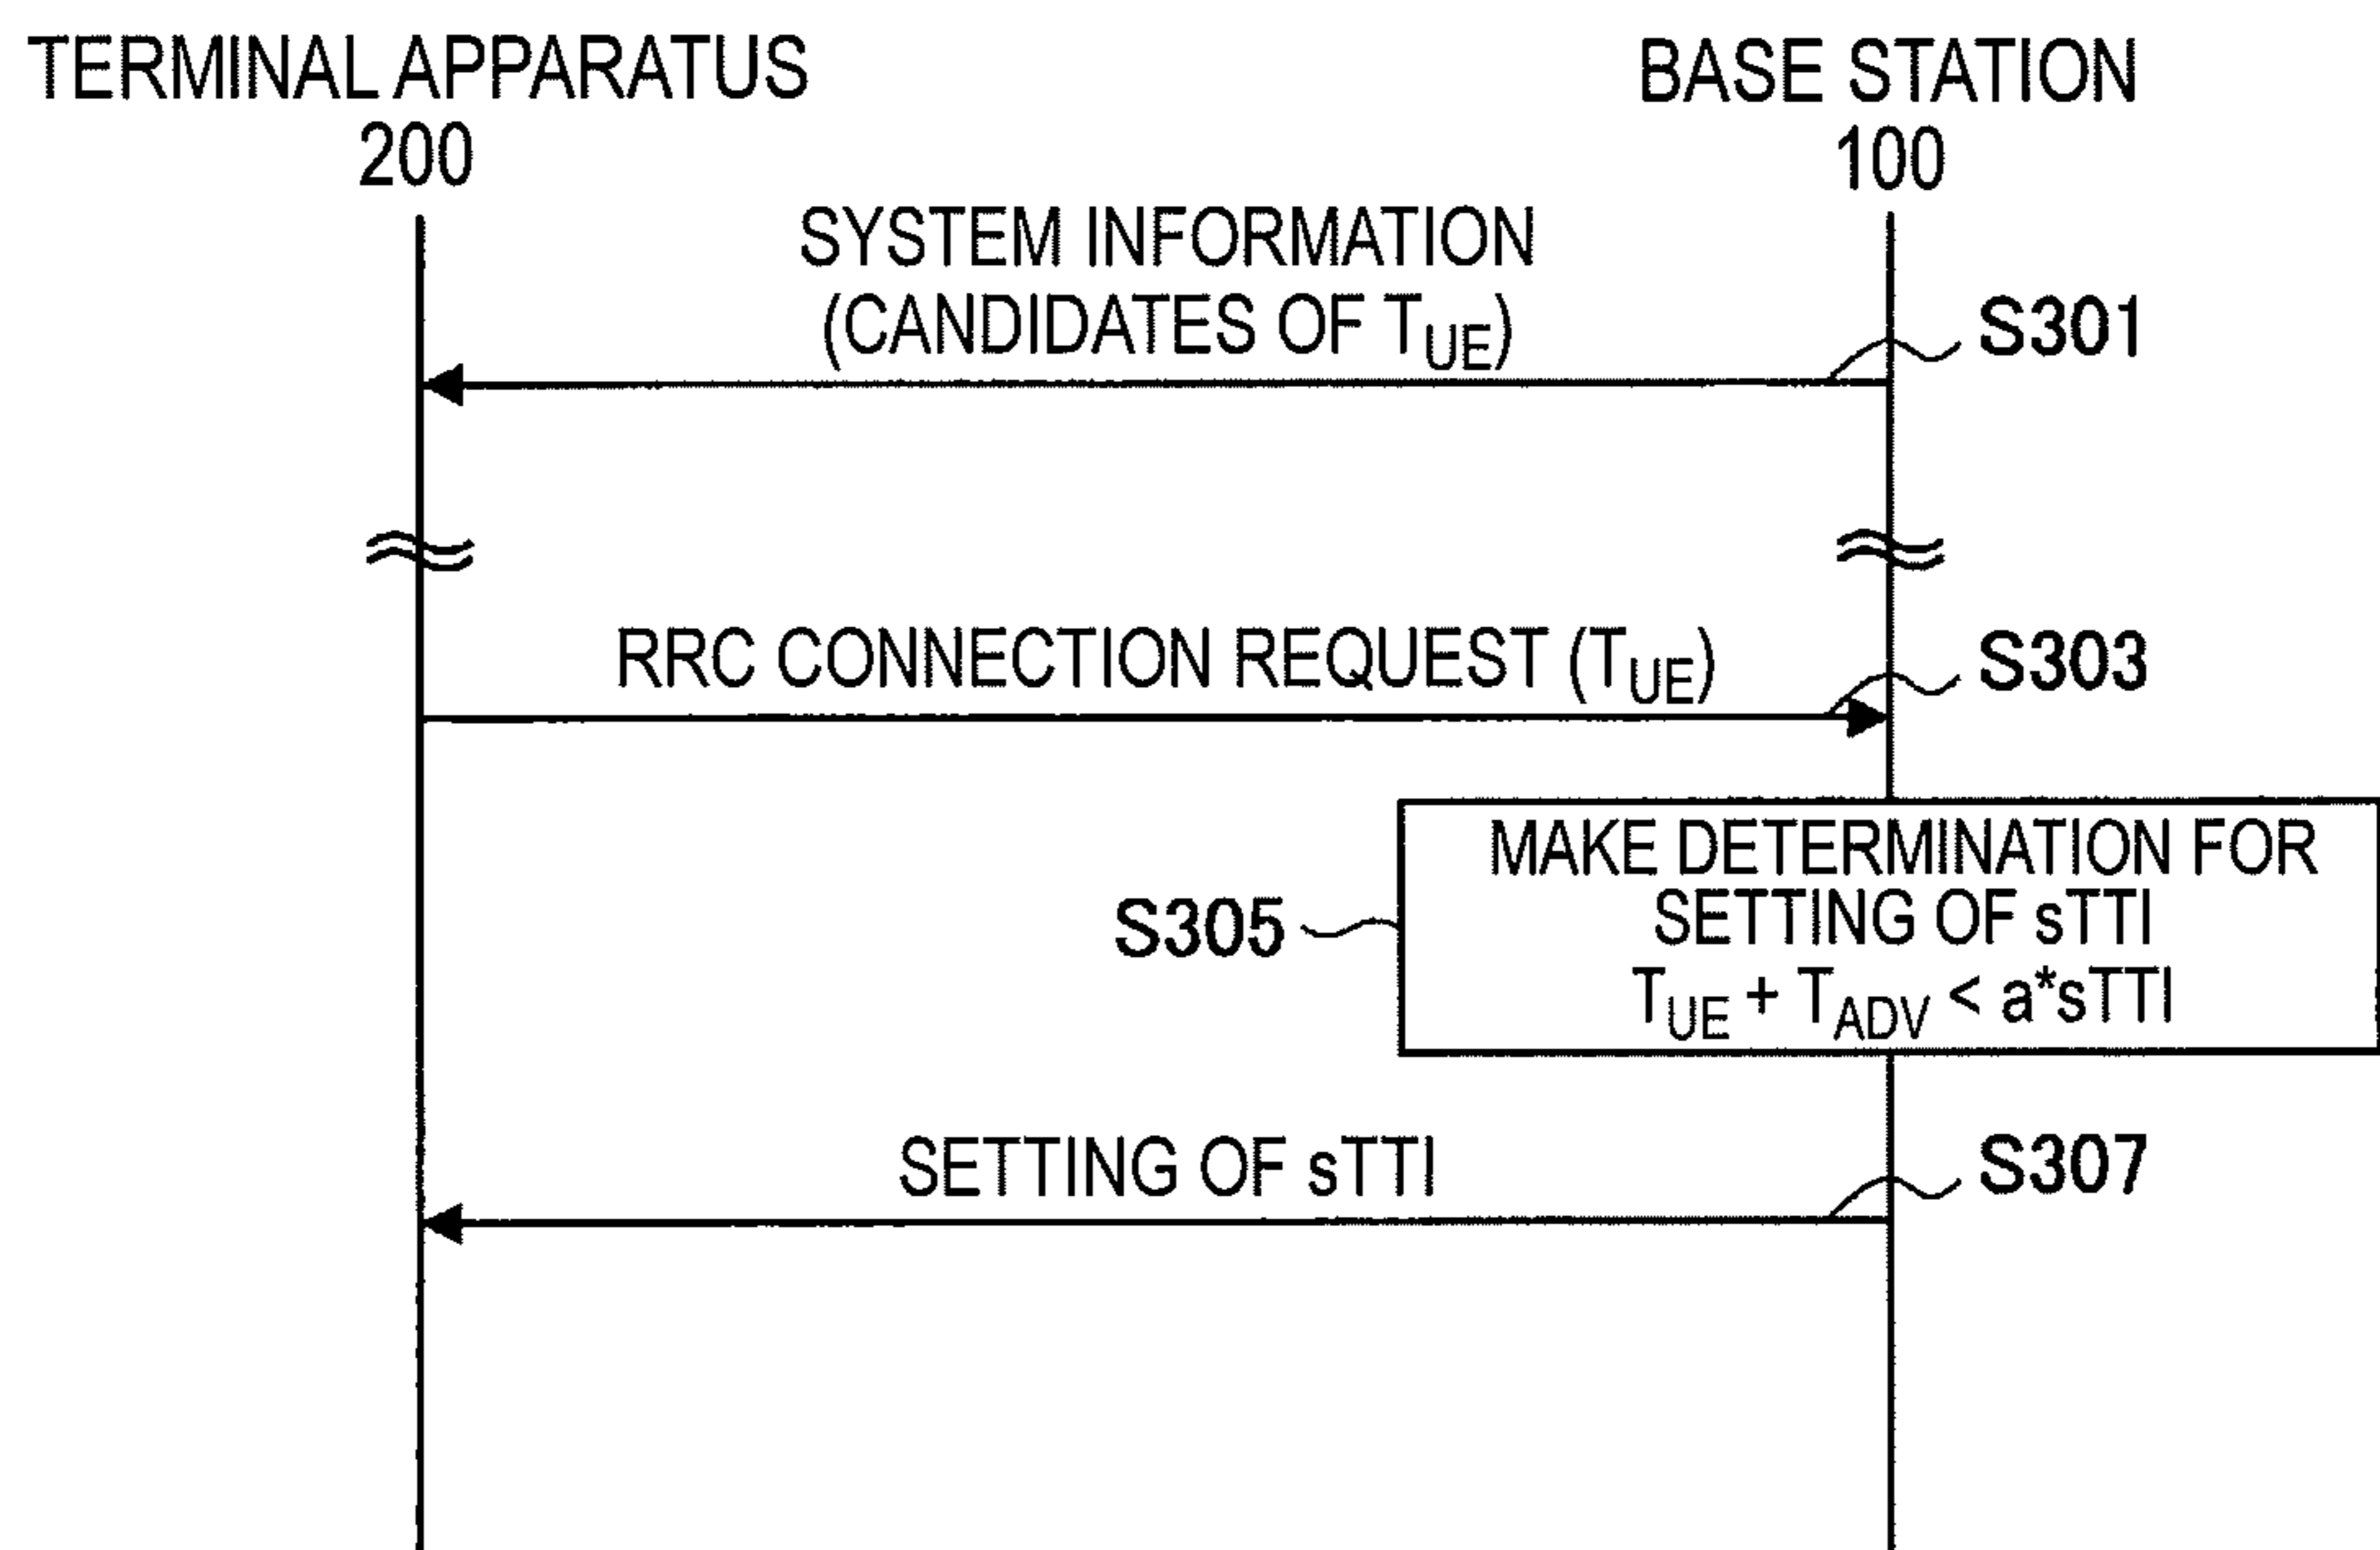 TERMINAL APPARATUS
200
BASE STATION
100
SYSTEM INFORMATION
(CANDIDATES OF TUE)
S301
RRC CONNECTION REQUEST (TUE)
S303
MAKE DETERMINATION FOR
SETTING OF sTTI
TUE + TADV < a*sTTI
S305
SETTING OF sTTI
S307